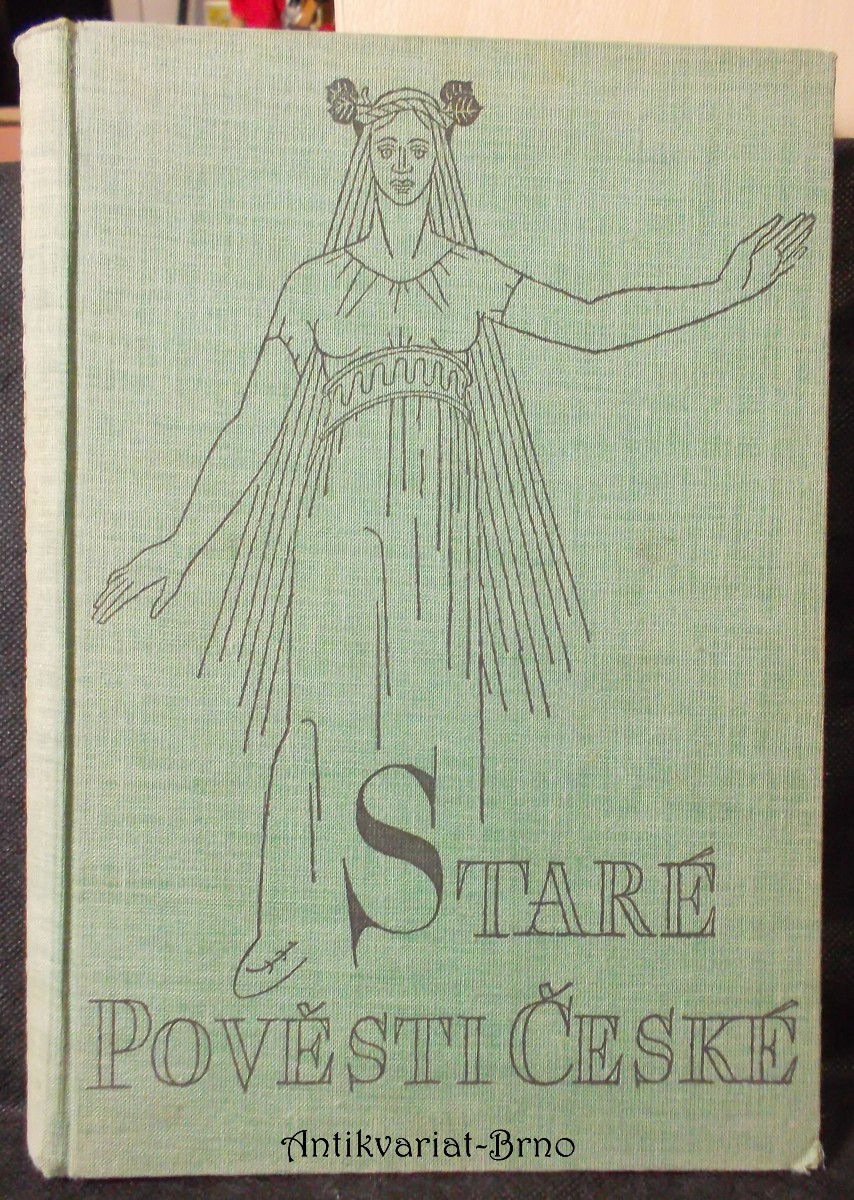 STARÉ
POVĚSTI ČESKÉ
Antikvariat-Brno